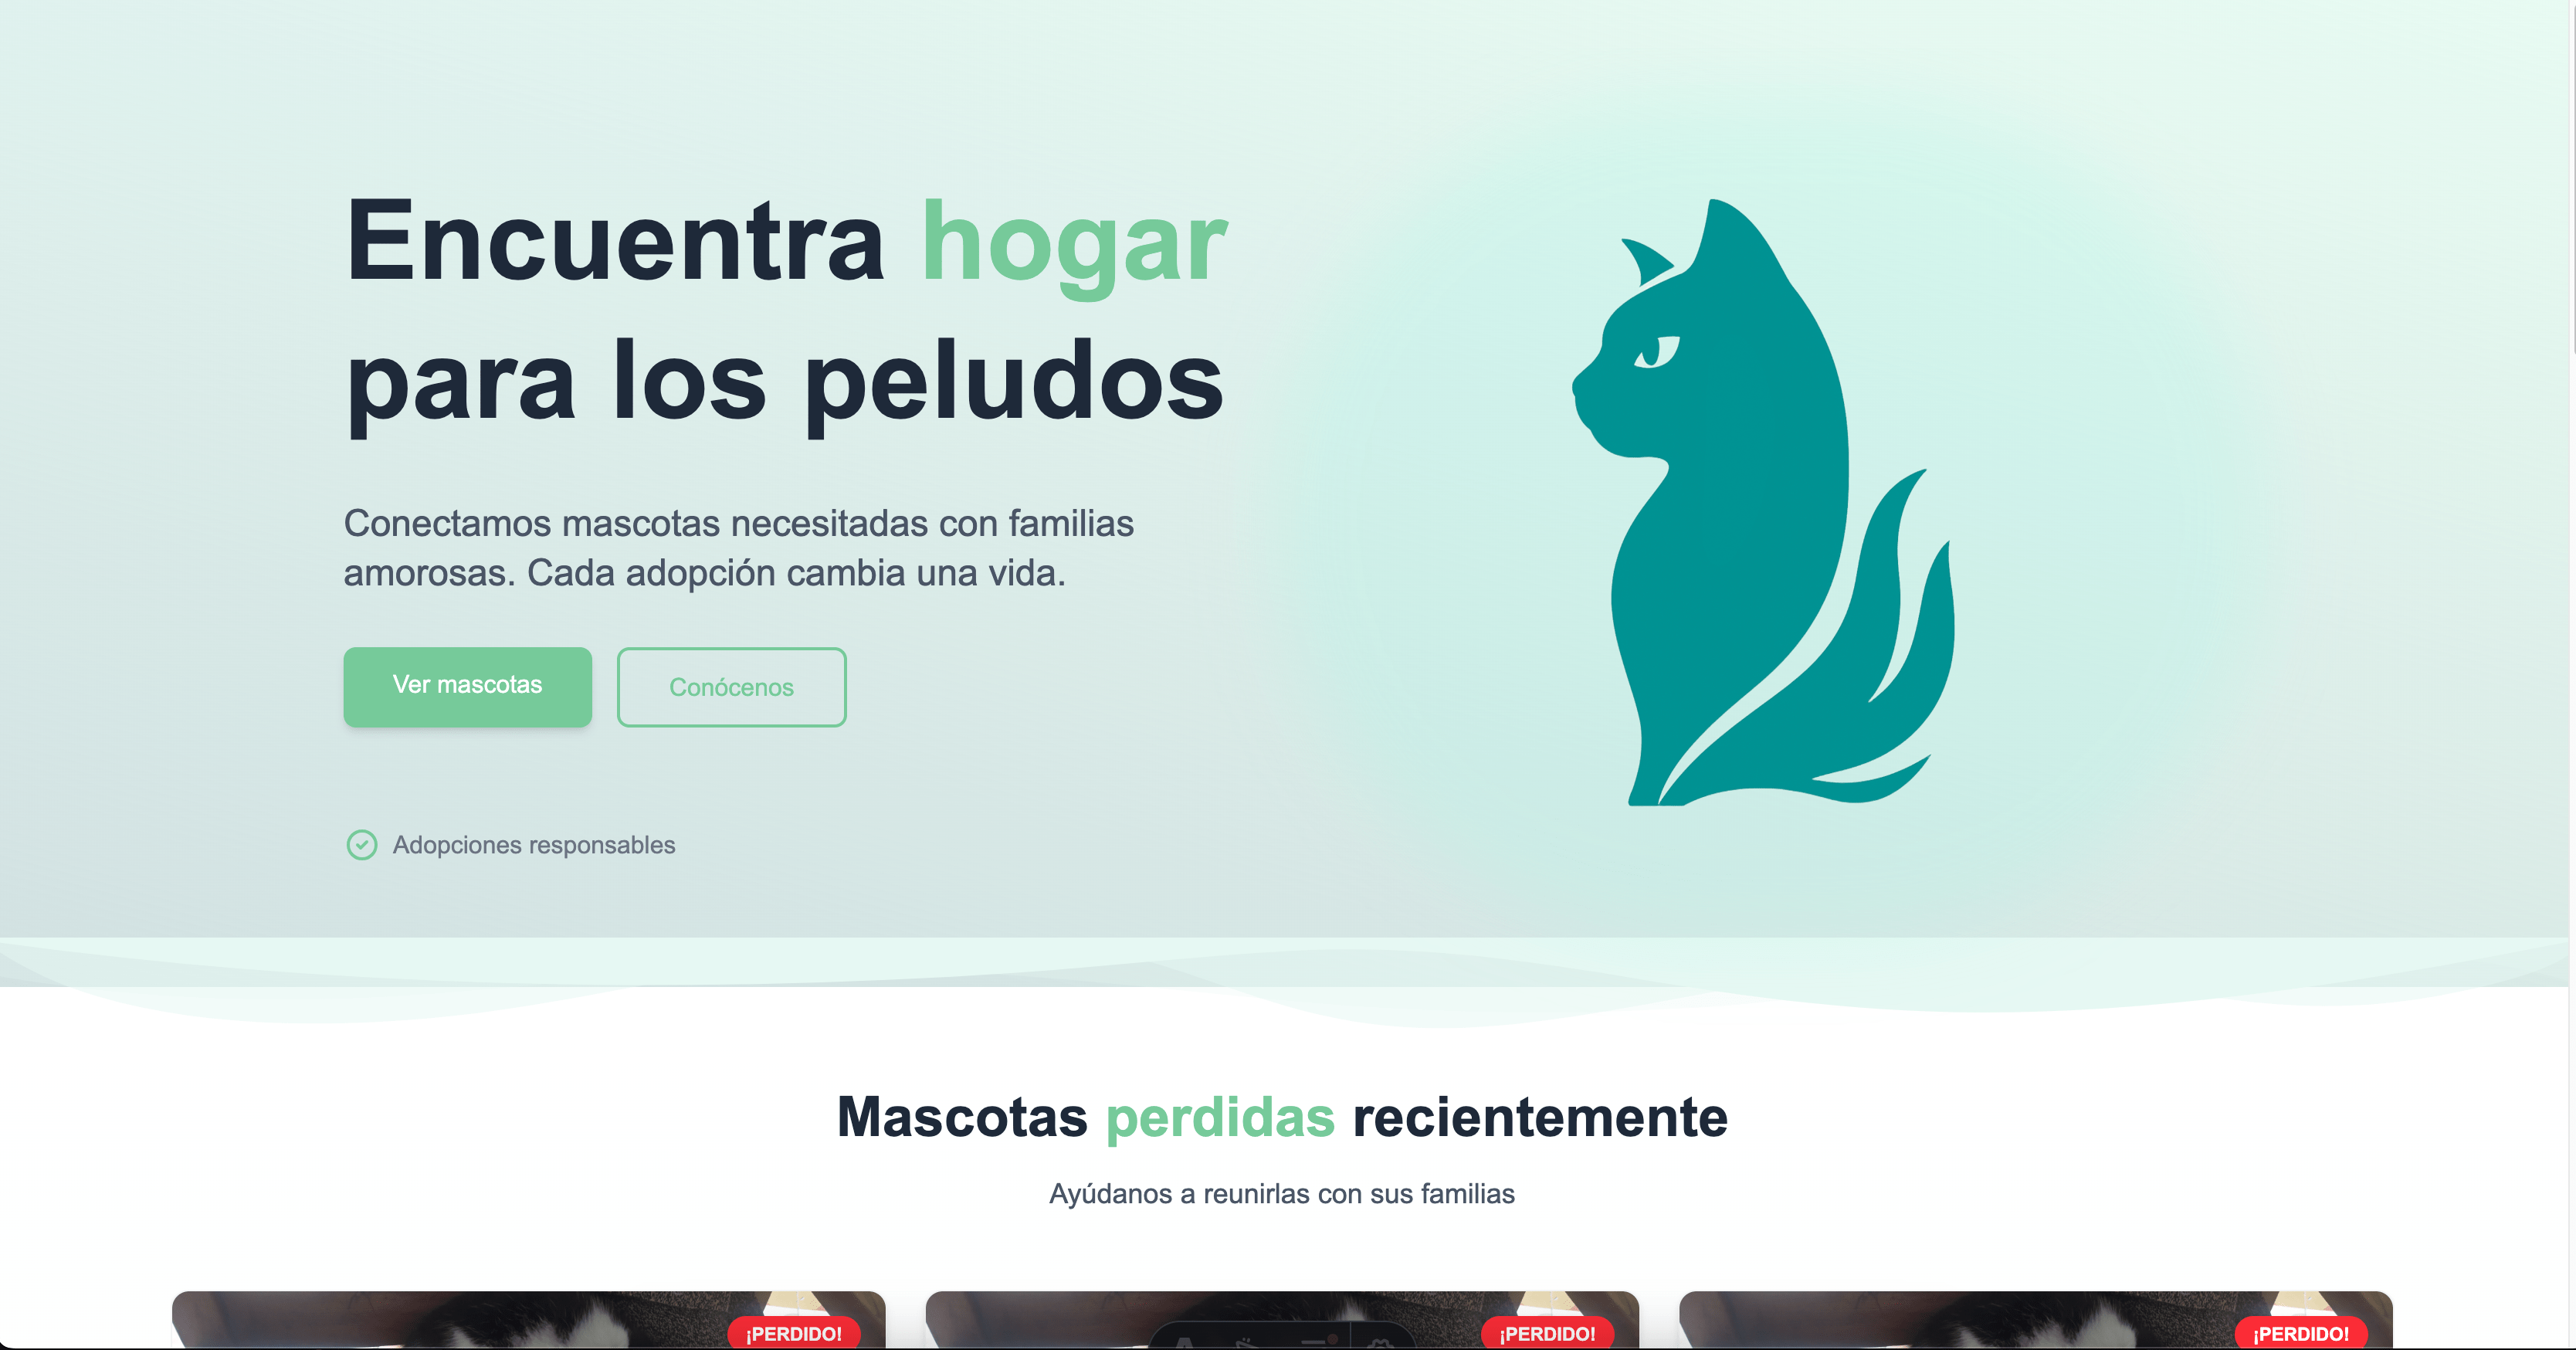 Encuentra hogar
para los peludos
Conectamos mascotas necesitadas con familias
amorosas. Cada adopción cambia una vida.
Ver mascotas
Conócenos
Adopciones responsables
Mascotas perdidas recientemente
Ayúdanos a reunirlas con sus familias
¡PERDIDO!
¡PERDIDO!
¡PERDIDO!